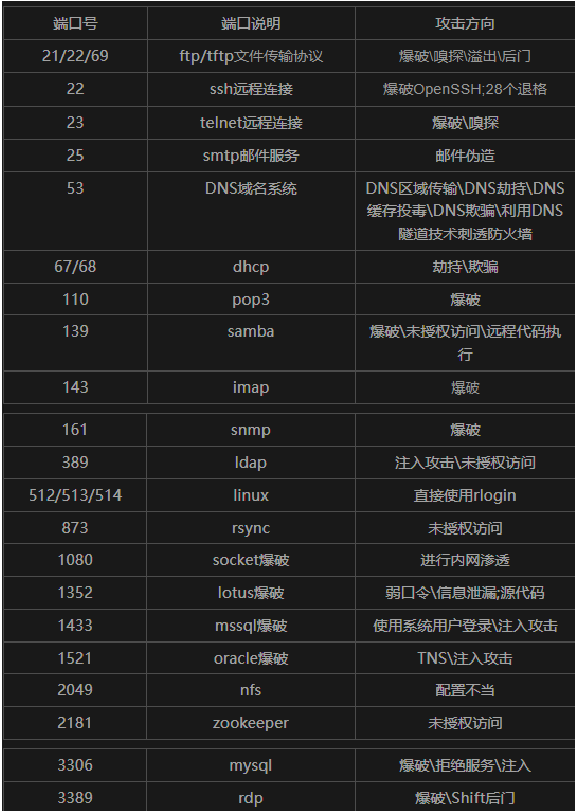 端口号 端口说明 攻击方向
21/22/69 ftp/tftp文件传输协议 爆破\嗅探\溢出\后门
22 ssh远程连接 爆破OpenSSH;28个退格
23 telnet远程连接 爆破\嗅探
25 smtp邮件服务 邮件伪造
53 DNS域名系统 DNS区域传输\DNS劫持\DNS
缓存投毒\DNS欺骗\利用DNS
隧道技术刺透防火墙
67/68 dhcp 劫持\欺骗
110 pop3 爆破
139 samba 爆破\未授权访问\远程代码执
行
143 imap 爆破
161 snmp 爆破
389 ldap 注入攻击\未授权访问
512/513/514 linux 直接使用rlogin
873 rsync 未授权访问
1080 socket爆破 进行内网渗透
1352 lotus爆破 弱口令\信息泄漏;源代码
1433 mssql爆破 使用系统用户登录\注入攻击
1521 oracle爆破 TNS\注入攻击
2049 nfs 配置不当
2181 zookeeper 未授权访问
3306 mysql 爆破\拒绝服务\注入
3389 rdp 爆破\Shift后门